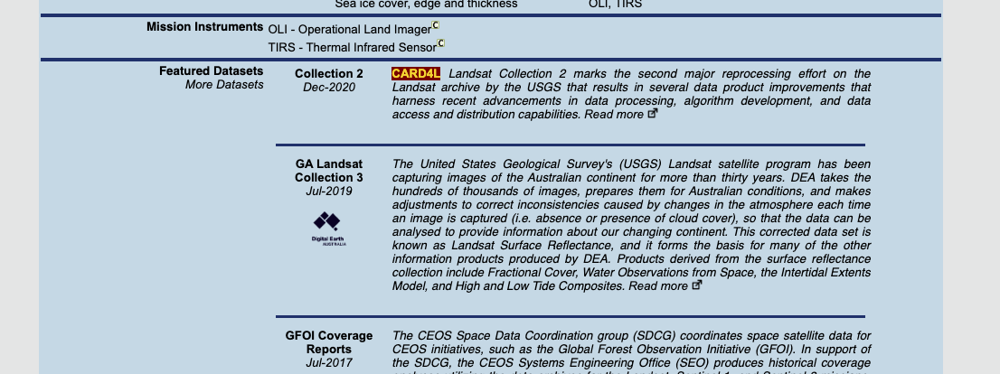 Sea ice cover, edge and thickness OLI, TIRS
Mission Instruments OLI - Operational Land Imager C
TIRS - Thermal Infrared Sensor C
Featured Datasets
More Datasets
Collection 2
Dec-2020
CARD4L Landsat Collection 2 marks the second major reprocessing effort on the
Landsat archive by the USGS that results in several data product improvements that
harness recent advancements in data processing, algorithm development, and data
access and distribution capabilities. Read more
GA Landsat
Collection 3
Jul-2019
Digital Earth
AUSTRALIA
The United States Geological Survey's (USGS) Landsat satellite program has been
capturing images of the Australian continent for more than thirty years. DEA takes the
hundreds of thousands of images, prepares them for Australian conditions, and makes
adjustments to correct inconsistencies caused by changes in the atmosphere each time
an image is captured (i.e. absence or presence of cloud cover), so that the data can be
analysed to provide information about our changing continent. This corrected data set is
known as Landsat Surface Reflectance, and it forms the basis for many of the other
information products produced by DEA. Products derived from the surface reflectance
collection include Fractional Cover, Water Observations from Space, the Intertidal Extents
Model, and High and Low Tide Composites. Read more
GFOI Coverage
Reports
Jul-2017
The CEOS Space Data Coordination group (SDCG) coordinates space satellite data for
CEOS initiatives, such as the Global Forest Observation Initiative (GFOI). In support of
the SDCG, the CEOS Systems Engineering Office (SEO) produces historical coverage